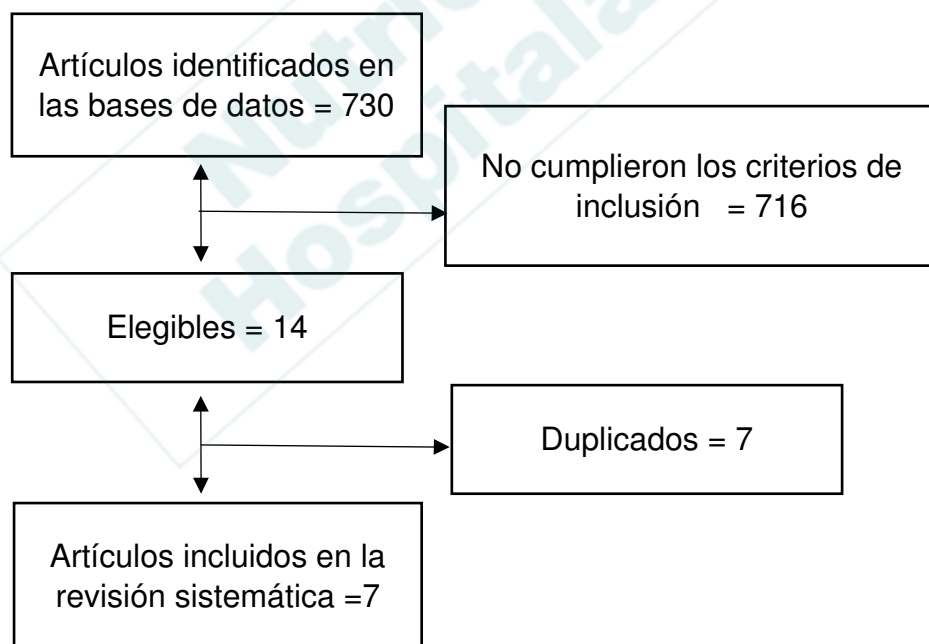 Artículos identificados en
las bases de datos = 730
No cumplieron los criterios de
inclusión = 716
Elegibles = 14
Duplicados = 7
Artículos incluidos en la
revisión sistemática =7